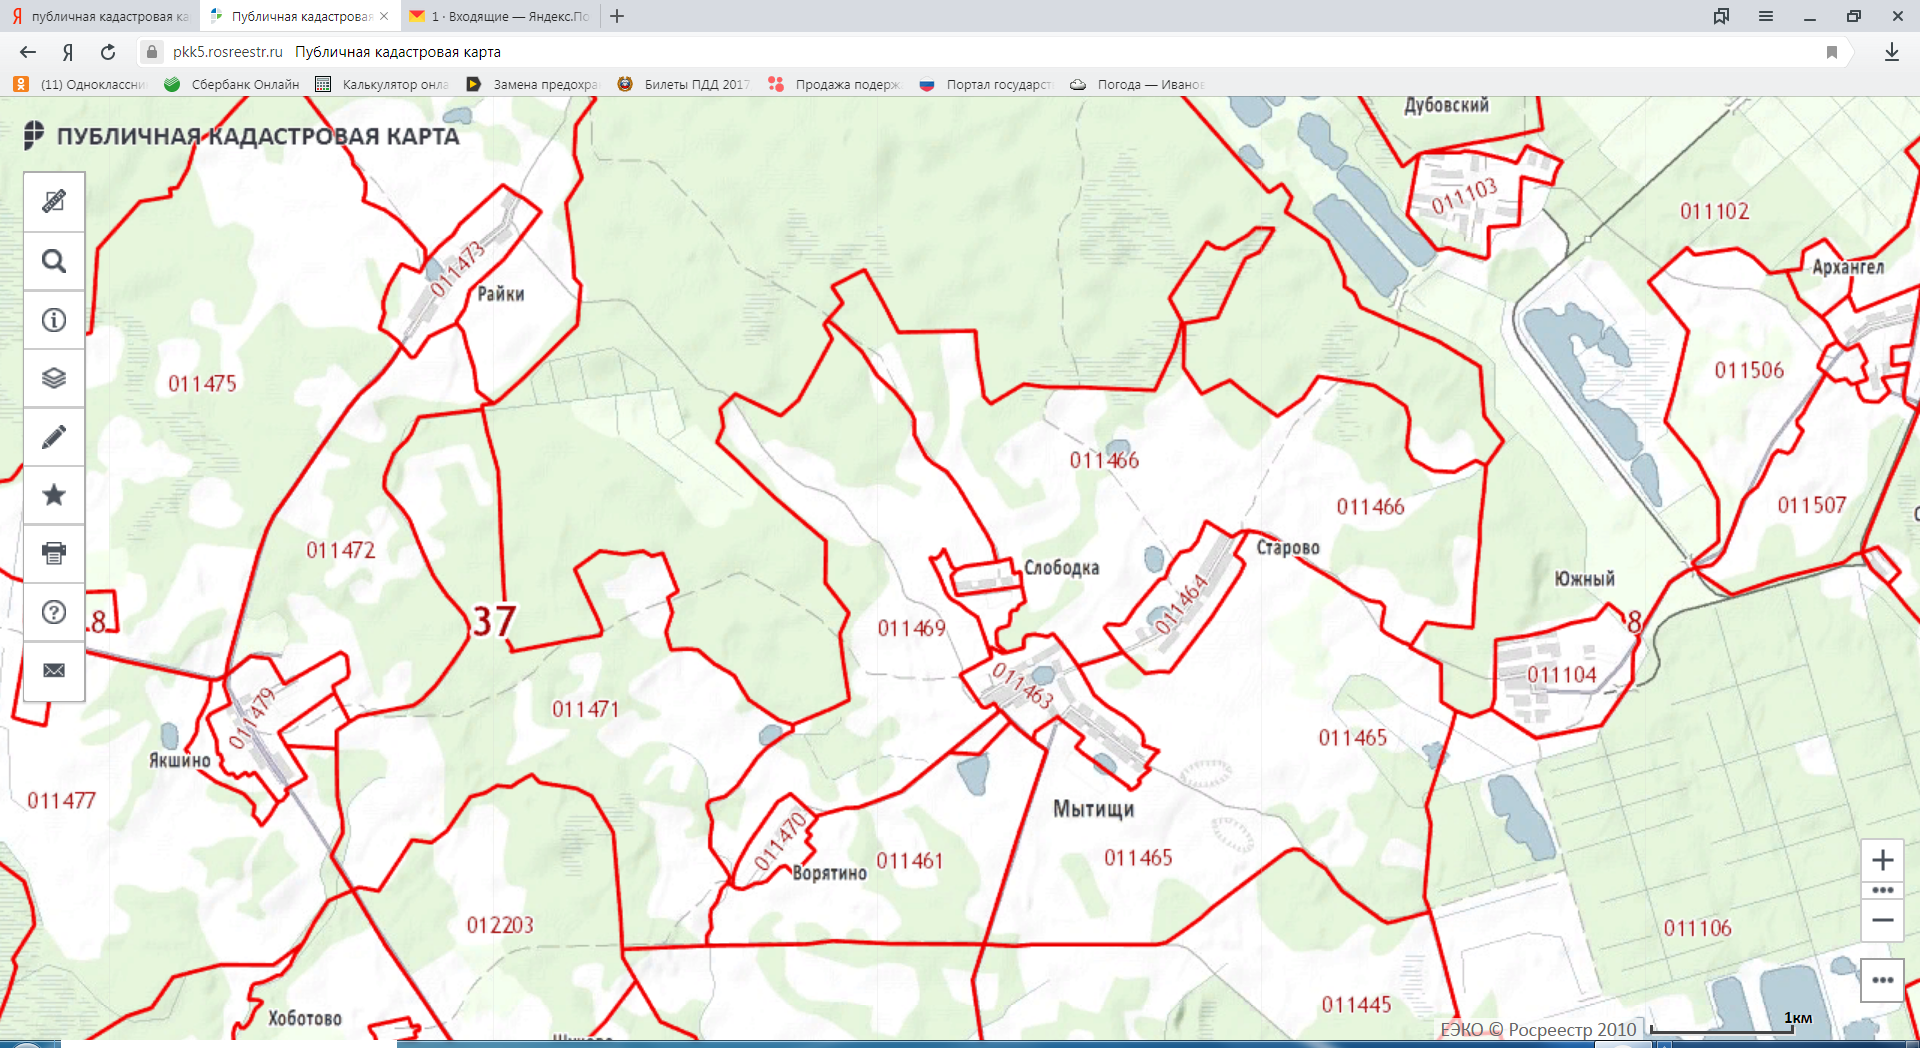 публичная кадастровая ка
Публичная кадастровая
1 · Входящие — Яндекс.По
pkk5.rosreestr.ru Публичная кадастровая карта
(11) Одноклассни
Сбербанк Онлайн
Калькулятор онла
Замена предохра
Билеты ПДД 2017
Продажа подерж
Портал государст
Погода — Иванов
ПУБЛИЧНАЯ КАДАСТРОВАЯ КАРТА
Дубовский
011103
011102
Архангел
011473
Райки
011475
011506
011466
011466
011507
011472
Старово
Слободка
Южный
011464
8
37
011469
8
011463
011104
011479
011471
011465
Якшино
011477
Мытищи
011470
011465
011461
Ворятино
012203
011106
011445
Хоботово
1км
ЕЭКО © Росреестр 2010